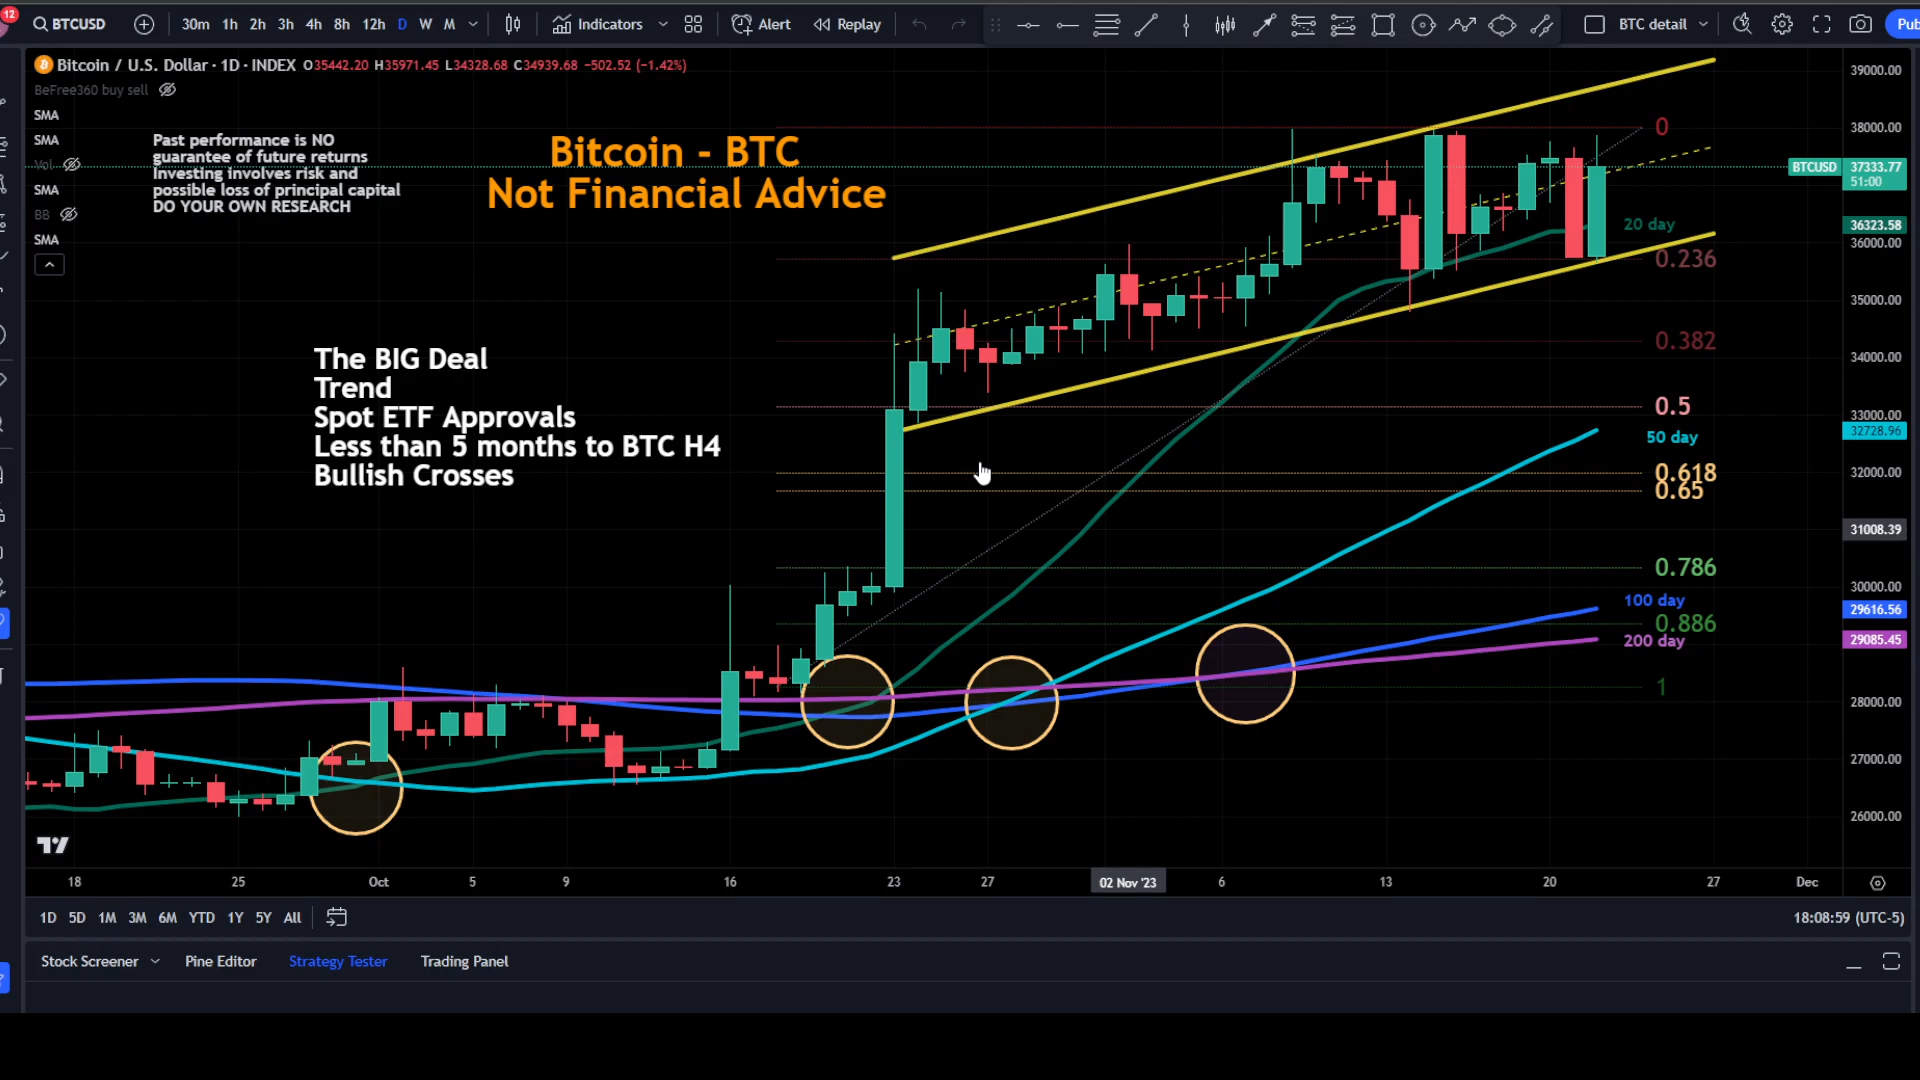 12
BTCUSD 30m 1h 2h 3h 4h 8h 12h D W M Indicators Alert Replay BTC detail Pub
Bitcoin / U.S. Dollar · 1D · INDEX O35442.20 H35971.45 L34328.68 C34939.68 −502.52 (−1.42%)
BeFree360 buy sell
SMA
SMA
Vol
SMA
BB
SMA
Past performance is NO
guarantee of future returns
Investing involves risk and
possible loss of principal capital
DO YOUR OWN RESEARCH
Bitcoin - BTC
Not Financial Advice
The BIG Deal
Trend
Spot ETF Approvals
Less than 5 months to BTC H4
Bullish Crosses
0
20 day
0.236
0.382
0.5
50 day
0.618
0.65
0.786
100 day
0.886
200 day
1
39000.00
38000.00
BTCUSD 37333.77
51:00
36323.58
36000.00
35000.00
34000.00
33000.00
32728.96
32000.00
31008.39
30000.00
29616.56
29085.45
28000.00
27000.00
26000.00
18 25 Oct 5 9 16 23 27 02 Nov '23 6 13 20 27 Dec
1D 5D 1M 3M 6M YTD 1Y 5Y All 18:08:59 (UTC-5)
Stock Screener Pine Editor Strategy Tester Trading Panel